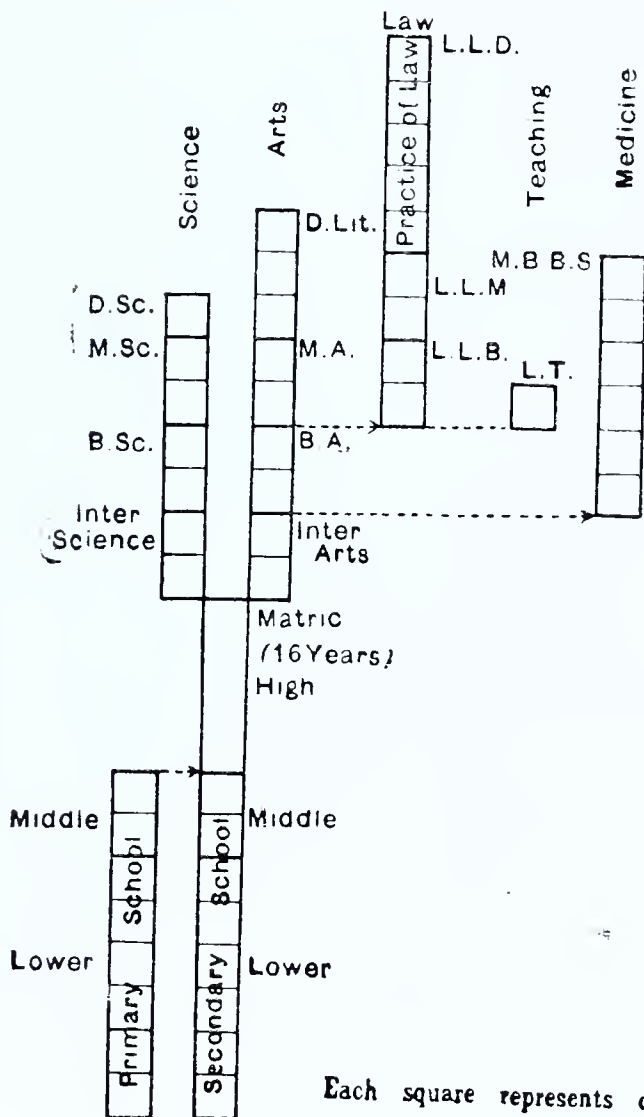 Law
L.L.D.
Practice of Law
Science
Arts
Teaching
Medicine
D.Lit.
M.B B.S
D.Sc.
L.L.M
M.Sc.
M.A.
L.L.B.
L.T.
B.Sc.
B.A.
Inter
Science
Inter
Arts
Matric
(16 Years)
High
Middle
Middle
Primary School
Secondary School
Lower
Lower
Each square represents